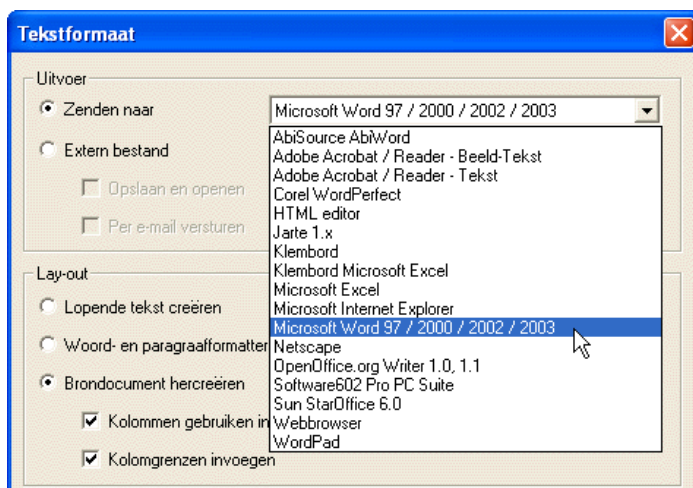 Tekstformaat
Uitvoer
Zenden naar
Microsoft Word 97 / 2000 / 2002 / 2003
Extern bestand
Opslaan en openen
Per e-mail versturen
AbiSource AbiWord
Adobe Acrobat / Reader - Beeld-Tekst
Adobe Acrobat / Reader - Tekst
Corel WordPerfect
HTML editor
Jarte 1.x
Klembord
Klembord Microsoft Excel
Microsoft Excel
Microsoft Internet Explorer
Microsoft Word 97 / 2000 / 2002 / 2003
Netscape
OpenOffice.org Writer 1.0, 1.1
Software602 Pro PC Suite
Sun StarOffice 6.0
Webbrowser
WordPad
Lay-out
Lopende tekst creëren
Woord- en paragraafformatter
Brondocument hercreëren
Kolommen gebruiken in
Kolomgrenzen invoegen